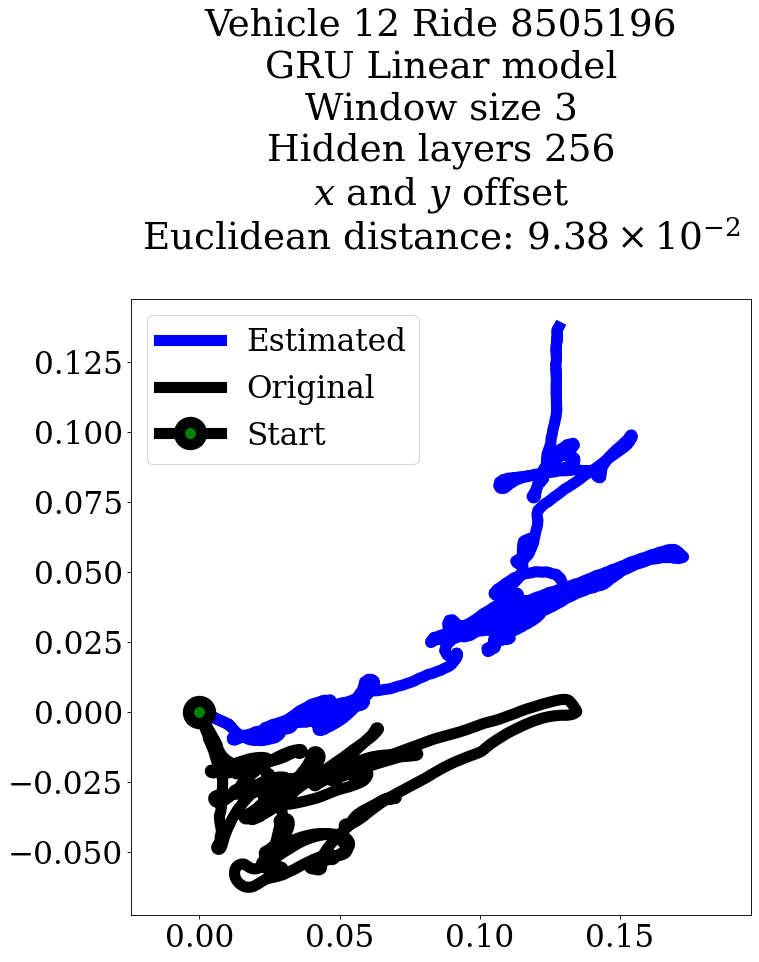 Vehicle 12 Ride 8505196
GRU Linear model
Window size 3
Hidden layers 256
x and y offset
Euclidean distance: 9.38 × 10⁻²
Estimated
Original
Start
0.125
0.100
0.075
0.050
0.025
0.000
−0.025
−0.050
0.00 0.05 0.10 0.15